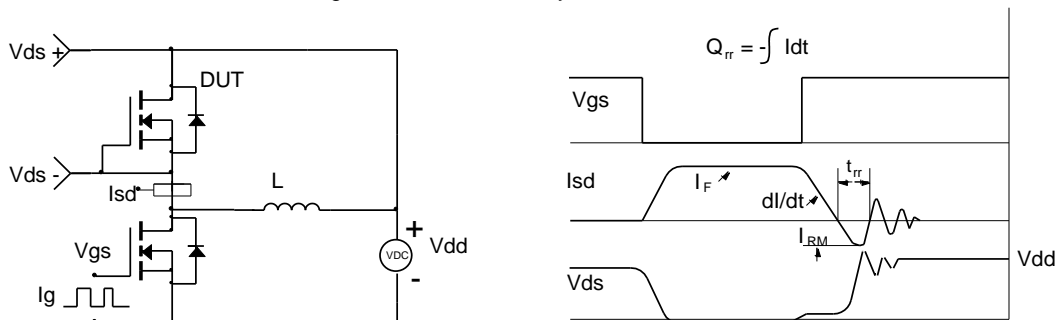 Vds +
DUT
Vds -
Isd
L
Vgs
Ig
+
VDC
-
Vdd
Qrr = -∫ Idt
Vgs
Isd
IF
dI/dt
trr
IRM
Vds
Vdd